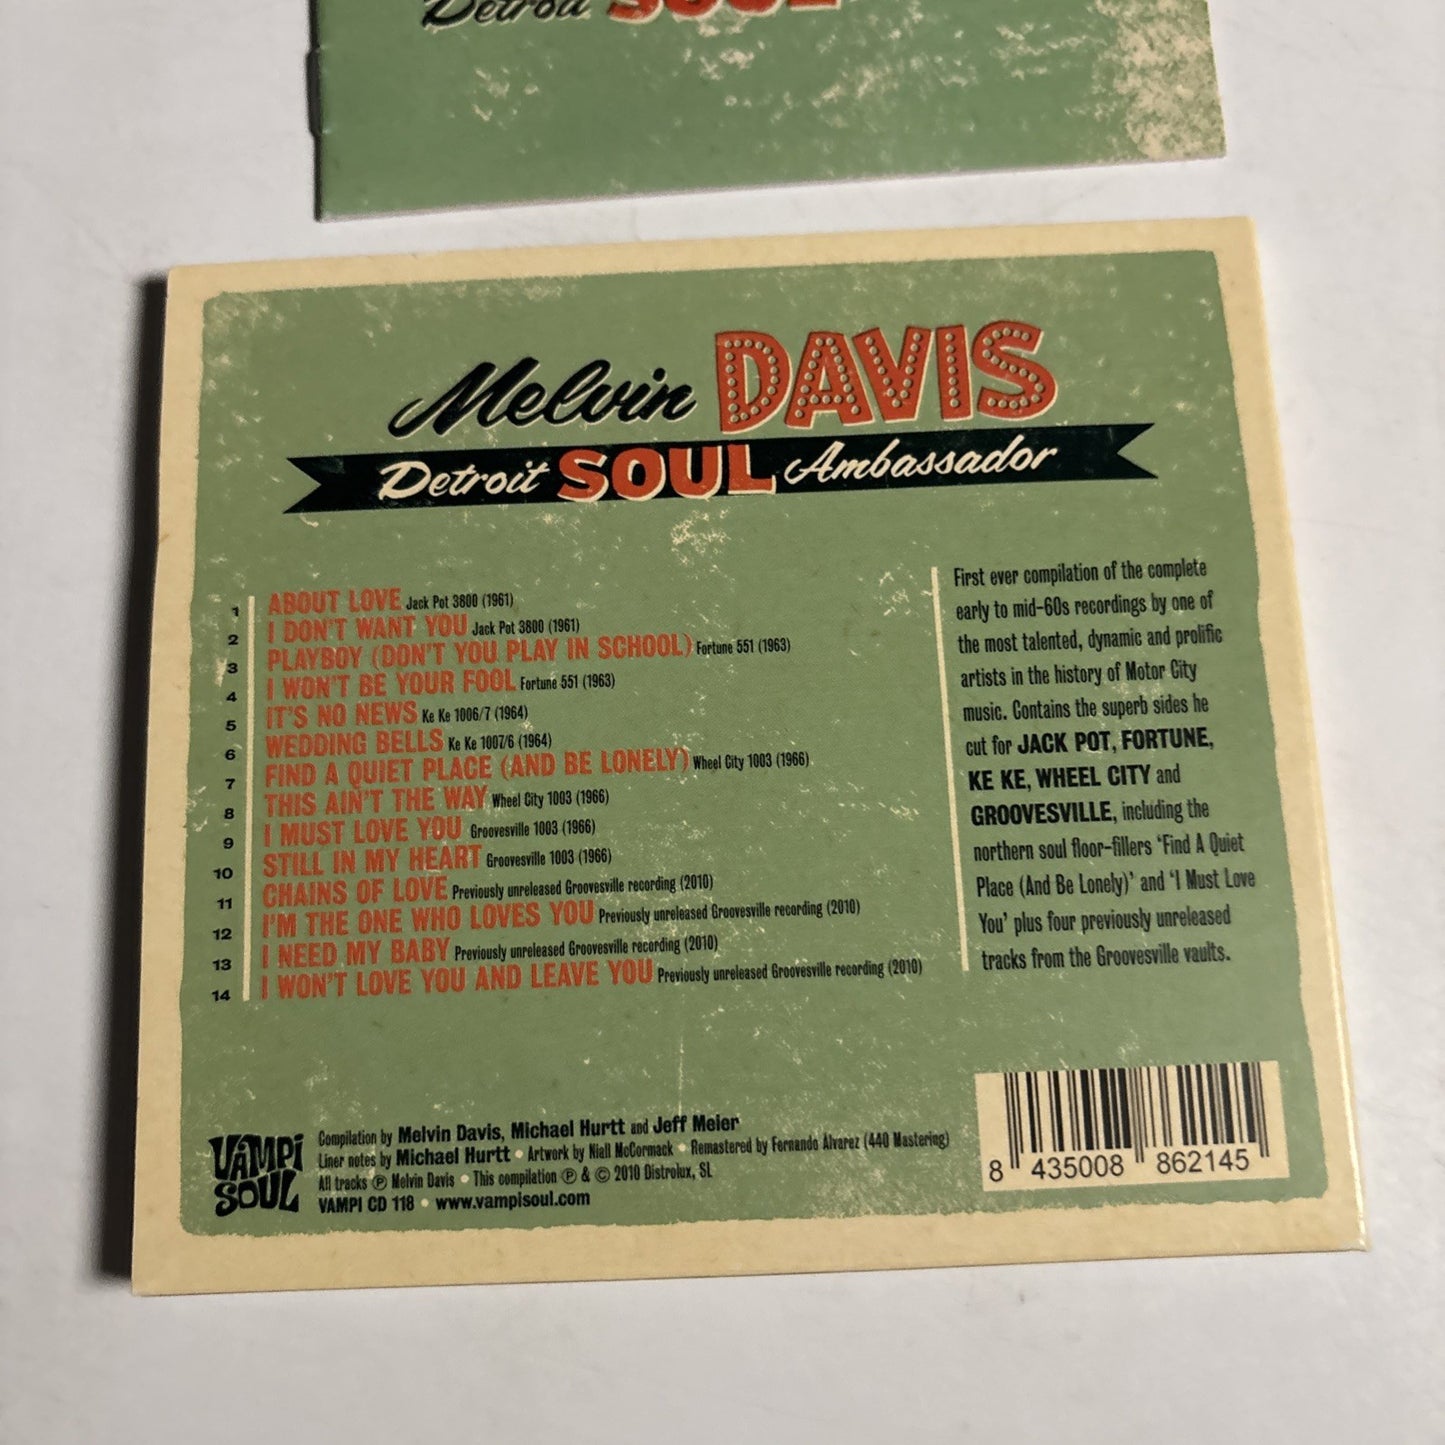 Detroit SOUL
Melvin DAVIS
Detroit SOUL Ambassador
1 ABOUT LOVE Jack Pot 3800 (1961)
2 I DON'T WANT YOU Jack Pot 3800 (1961)
3 PLAYBOY (DON'T YOU PLAY IN SCHOOL) Fortune 551 (1963)
4 I WON'T BE YOUR FOOL Fortune 551 (1963)
5 IT'S NO NEWS Ke Ke 1006/7 (1964)
6 WEDDING BELLS Ke Ke 1007/6 (1964)
7 FIND A QUIET PLACE (AND BE LONELY) Wheel City 1003 (1966)
8 THIS AIN'T THE WAY Wheel City 1003 (1966)
9 I MUST LOVE YOU Groovesville 1003 (1966)
10 STILL IN MY HEART Groovesville 1003 (1966)
11 CHAINS OF LOVE Previously unreleased Groovesville recording (2010)
12 I'M THE ONE WHO LOVES YOU Previously unreleased Groovesville recording (2010)
13 I NEED MY BABY Previously unreleased Groovesville recording (2010)
14 I WON'T LOVE YOU AND LEAVE YOU Previously unreleased Groovesville recording (2010)
First ever compilation of the complete
early to mid-60s recordings by one of
the most talented, dynamic and prolific
artists in the history of Motor City
music. Contains the superb sides he
cut for JACK POT, FORTUNE,
KE KE, WHEEL CITY and
GROOVESVILLE, including the
northern soul floor-fillers 'Find A Quiet
Place (And Be Lonely)' and 'I Must Love
You' plus four previously unreleased
tracks from the Groovesville vaults.
VAMPI
SOUL
Compilation by Melvin Davis, Michael Hurtt and Jeff Meier
Liner notes by Michael Hurtt • Artwork by Niall McCormack • Remastered by Fernando Álvarez (440 Mastering)
All tracks ℗ Melvin Davis • This compilation ℗ & © 2010 Distrolux, SL
VAMPI CD 118 • www.vampisoul.com
8 435008 862145